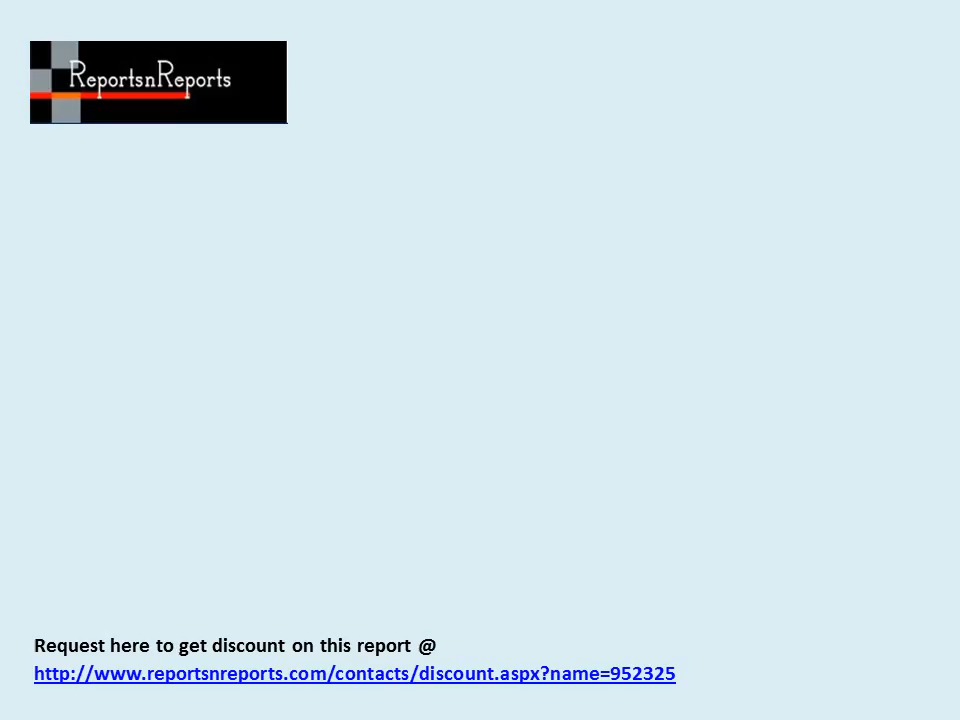 ReportsnReports
Request here to get discount on this report @
http://www.reportsnreports.com/contacts/discount.aspx?name=952325